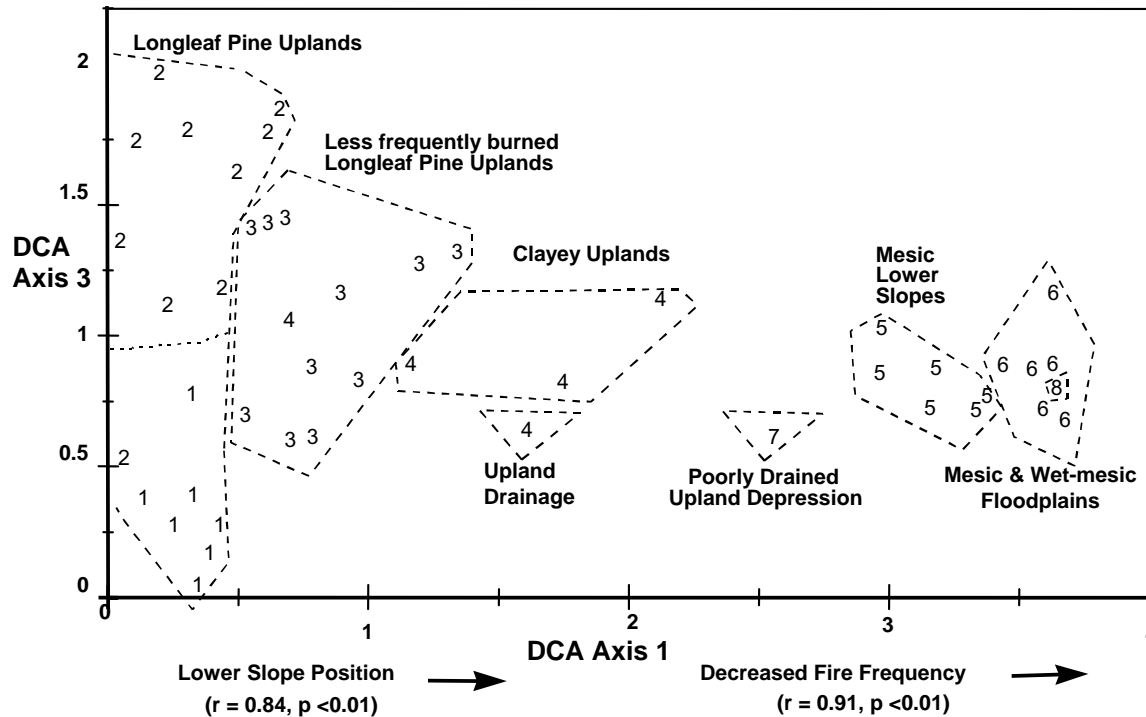 Longleaf Pine Uplands
2
2
2
2 2 2
Less frequently burned
Longleaf Pine Uplands
2
1.5
3 3 3
2
DCA
Axis 3
3 3
Clayey Uplands
Mesic
Lower
Slopes
2 2
3
4
6
4
5
1
3 3
4
4
5 5
6 6 6
8
1
3
5 5 5
6 6
2
3 3
4
7
0.5
1 1
1 1
1
1
Upland
Drainage
Poorly Drained
Upland Depression
Mesic & Wet-mesic
Floodplains
0
0 1 2 3
DCA Axis 1
Lower Slope Position
(r = 0.84, p <0.01)
Decreased Fire Frequency
(r = 0.91, p <0.01)